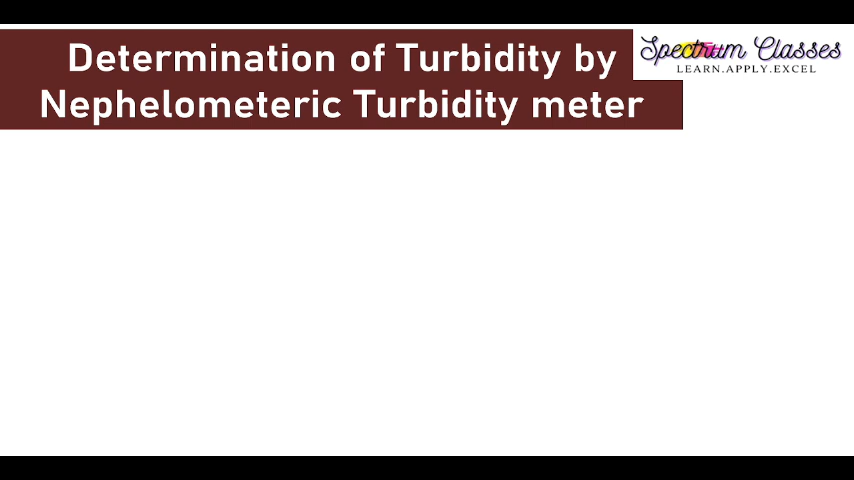 Determination of Turbidity by
Nephelometeric Turbidity meter
Spectrum Classes
LEARN.APPLY.EXCEL